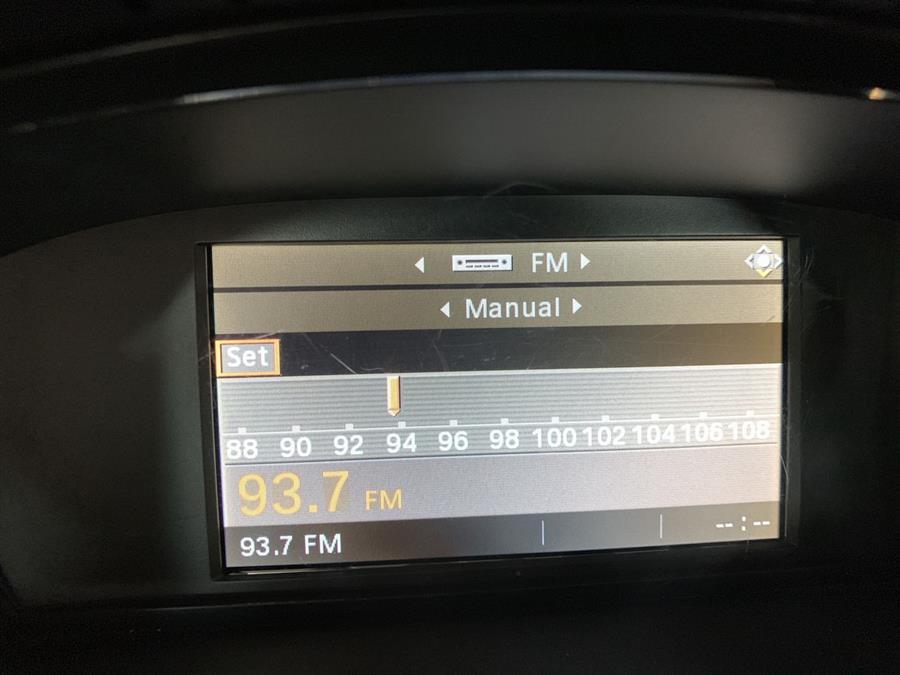 FM
Manual
Set
88 90 92 94 96 98 100 102 104 106 108
93.7 FM
93.7 FM
-- : --